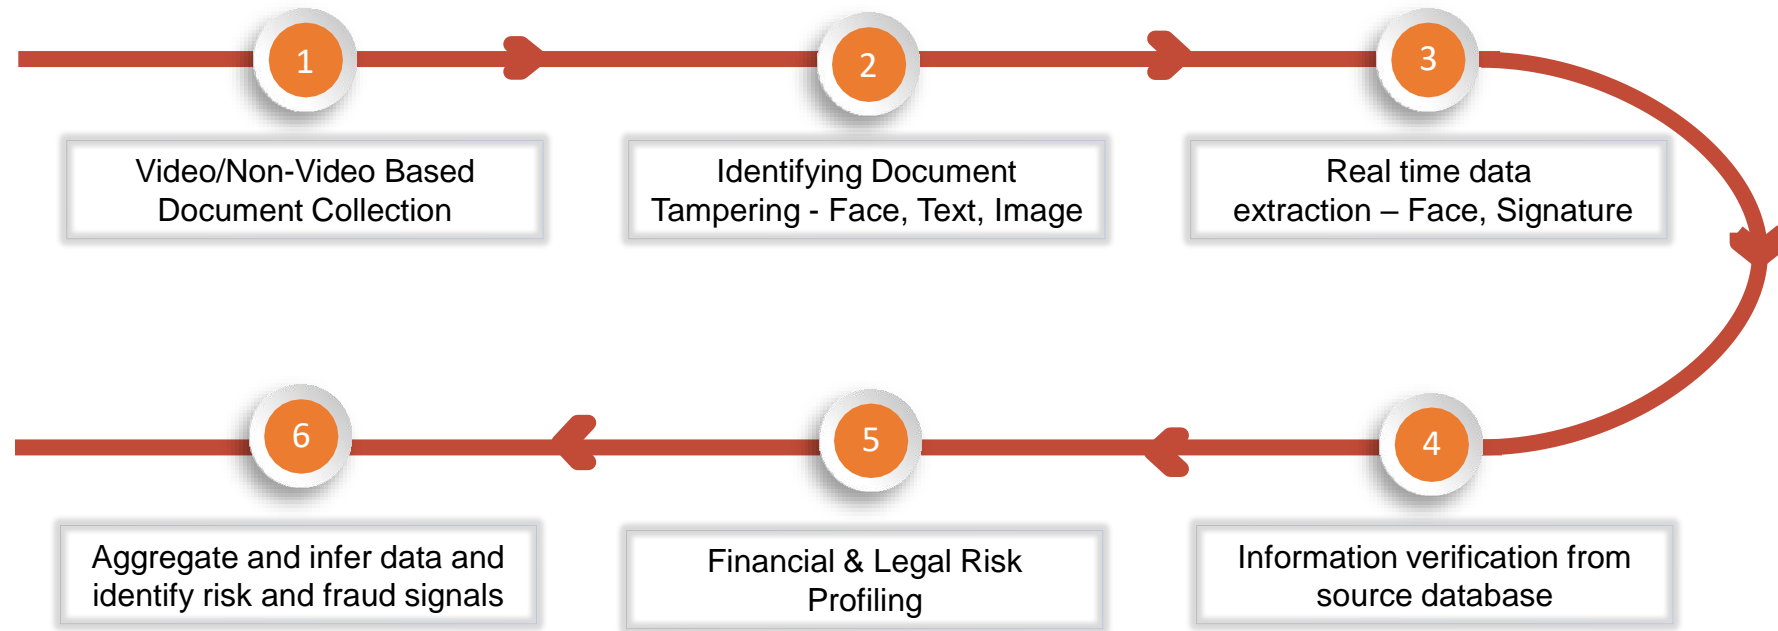 1
2
3
Video/Non-Video Based
Document Collection
Identifying Document
Tampering - Face, Text, Image
Real time data
extraction – Face, Signature
4
5
6
Information verification from
source database
Financial & Legal Risk
Profiling
Aggregate and infer data and
identify risk and fraud signals